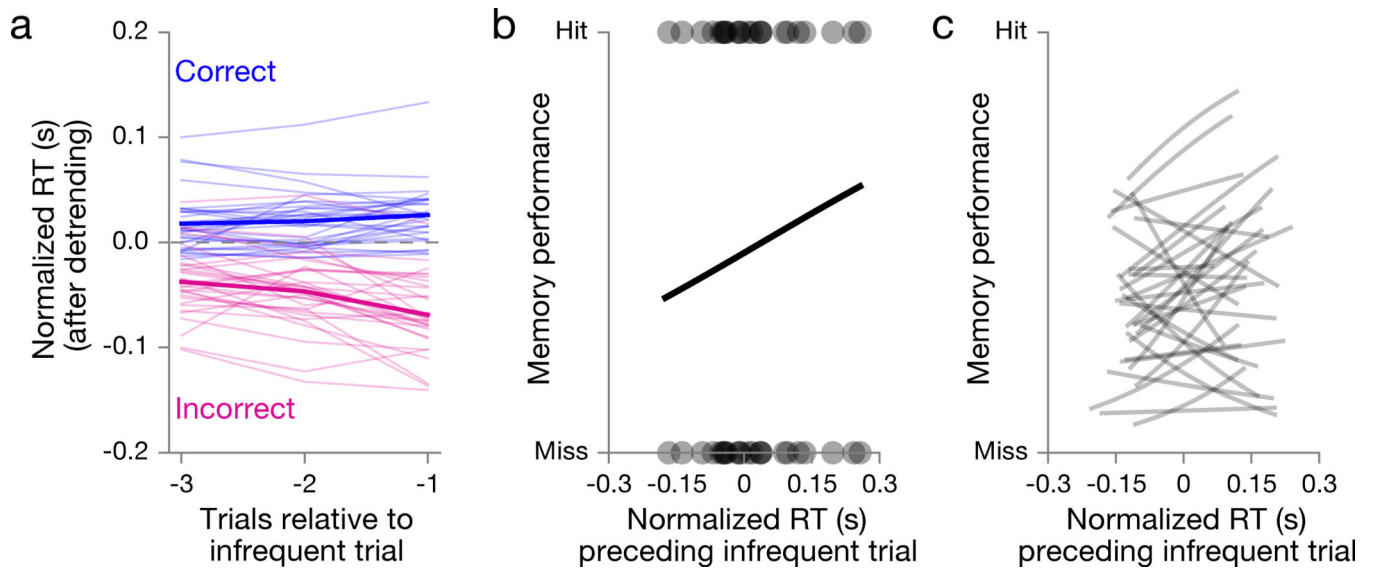 a
Normalized RT (s)
(after detrending)
0.2
0.1
0.0
-0.1
-0.2
Correct
Incorrect
-3
-2
-1
Trials relative to
infrequent trial
b
Memory performance
Hit
Miss
-0.3
-0.15
0
0.15
0.3
Normalized RT (s)
preceding infrequent trial
c
Memory performance
Hit
Miss
-0.3
-0.15
0
0.15
0.3
Normalized RT (s)
preceding infrequent trial